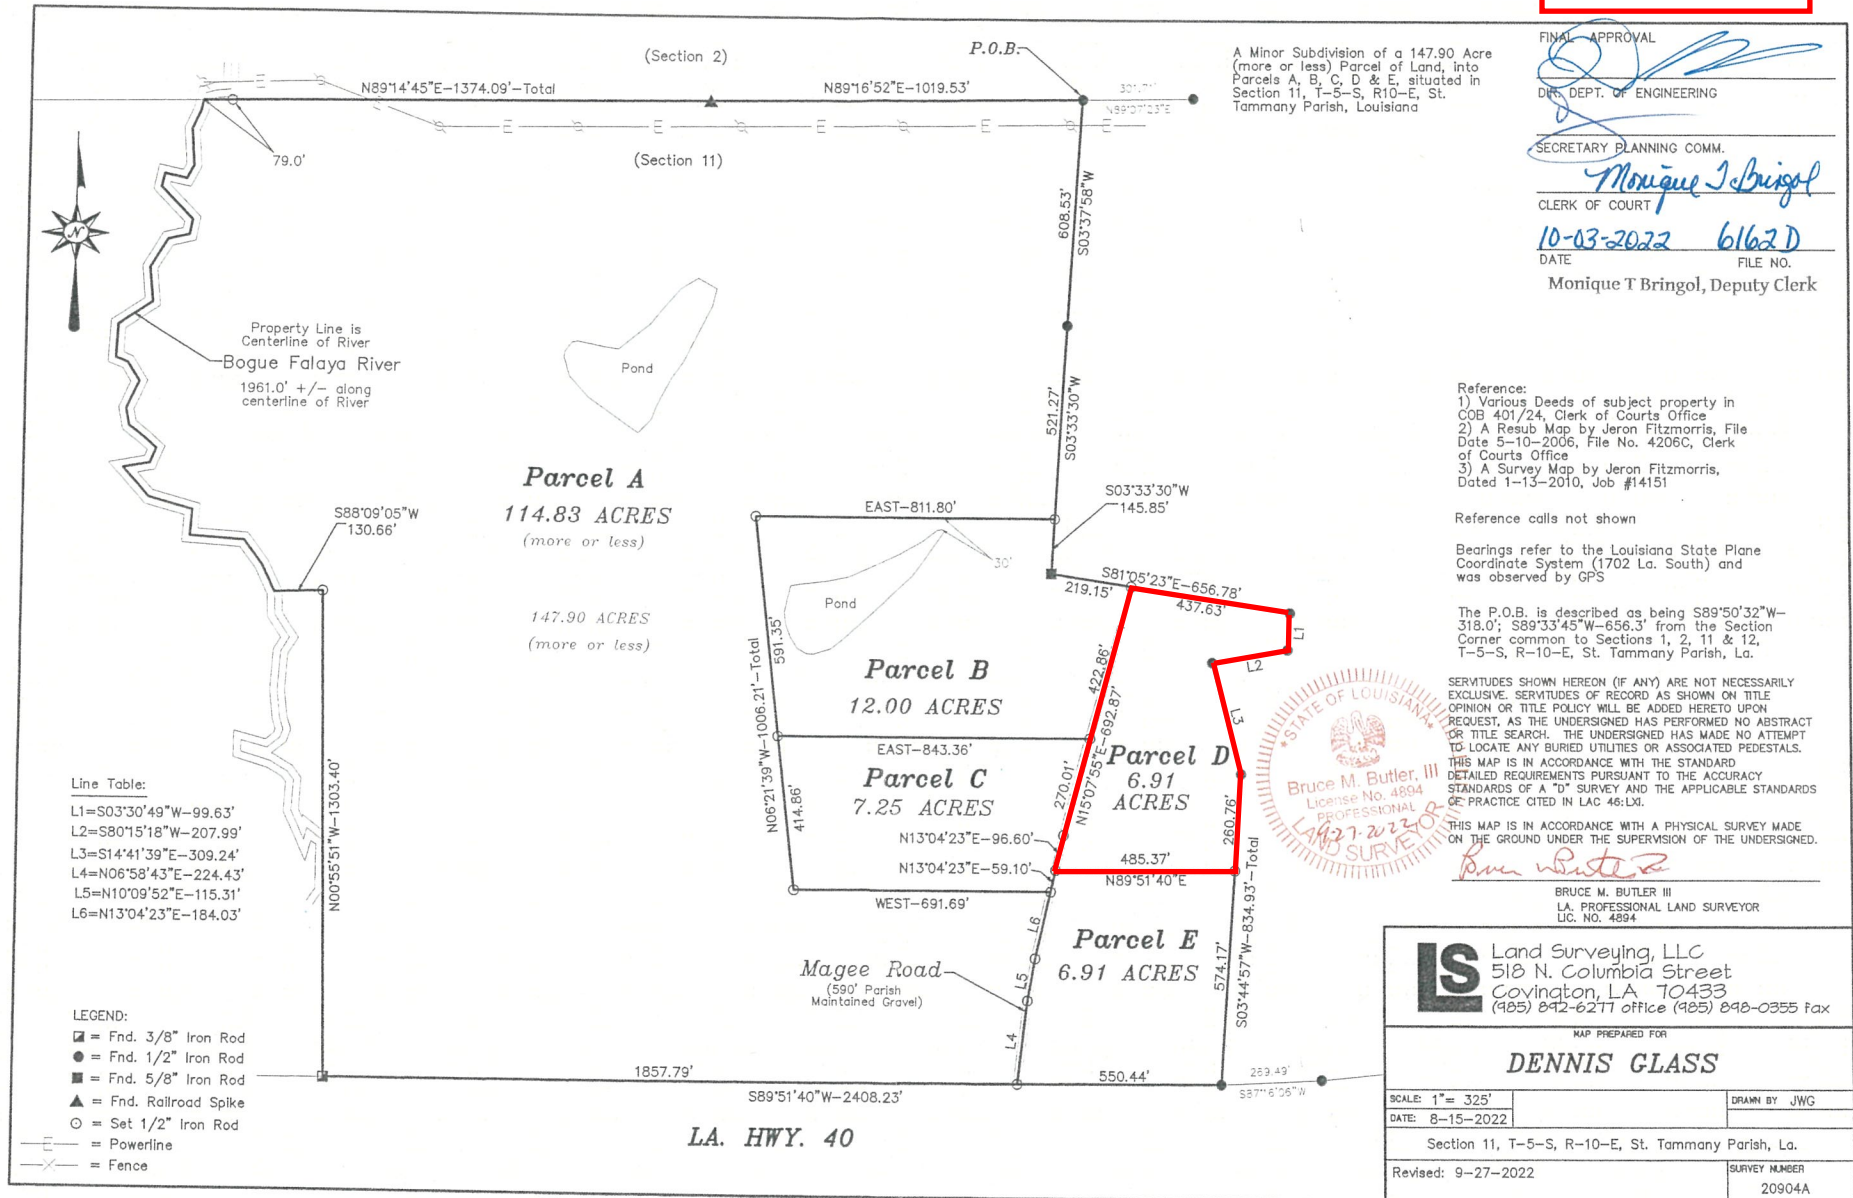 (Section 2)
P.O.B.
N89°14'45"E-1374.09'-Total
N89°16'52"E-1019.53'
301.71'
N89°07'23"E
79.0'
(Section 11)
A Minor Subdivision of a 147.90 Acre
(more or less) Parcel of Land, into
Parcels A, B, C, D & E, situated in
Section 11, T-5-S, R10-E, St.
Tammany Parish, Louisiana
FINAL APPROVAL
DIR. DEPT. OF ENGINEERING
SECRETARY PLANNING COMM.
Monique T Bringol
CLERK OF COURT
10-03-2022 6162D
DATE FILE NO.
Monique T Bringol, Deputy Clerk
N
608.53'
S03°37'58"W
Property Line is
Centerline of River
Bogue Falaya River
1961.0' +/- along
centerline of River
Pond
521.27'
S03°33'30"W
Reference:
1) Various Deeds of subject property in
COB 401/24, Clerk of Courts Office
2) A Resub Map by Jeron Fitzmorris, File
Date 5-10-2006, File No. 4206C, Clerk
of Courts Office
3) A Survey Map by Jeron Fitzmorris,
Dated 1-13-2010, Job #14151
Reference calls not shown
Bearings refer to the Louisiana State Plane
Coordinate System (1702 La. South) and
was observed by GPS
The P.O.B. is described as being S89°50'32"W-
318.0'; S89°33'45"W-656.3' from the Section
Corner common to Sections 1, 2, 11 & 12,
T-5-S, R-10-E, St. Tammany Parish, La.
SERVITUDES SHOWN HEREON (IF ANY) ARE NOT NECESSARILY
EXCLUSIVE. SERVITUDES OF RECORD AS SHOWN ON TITLE
OPINION OR TITLE POLICY WILL BE ADDED HERETO UPON
REQUEST, AS THE UNDERSIGNED HAS PERFORMED NO ABSTRACT
OR TITLE SEARCH. THE UNDERSIGNED HAS MADE NO ATTEMPT
TO LOCATE ANY BURIED UTILITIES OR ASSOCIATED PEDESTALS.
THIS MAP IS IN ACCORDANCE WITH THE STANDARD
DETAILED REQUIREMENTS PURSUANT TO THE ACCURACY
STANDARDS OF A "D" SURVEY AND THE APPLICABLE STANDARDS
OF PRACTICE CITED IN LAC 46:LXI.
THIS MAP IS IN ACCORDANCE WITH A PHYSICAL SURVEY MADE
ON THE GROUND UNDER THE SUPERVISION OF THE UNDERSIGNED.
BRUCE M. BUTLER III
LA. PROFESSIONAL LAND SURVEYOR
LIC. NO. 4894
STATE OF LOUISIANA
Bruce M. Butler, III
License No. 4894
PROFESSIONAL
9-27-2022
LAND SURVEYOR
Parcel A
114.83 ACRES
(more or less)
147.90 ACRES
(more or less)
S88°09'05"W
130.66'
EAST-811.80'
S03°33'30"W
145.85'
30'
Pond
S81°05'23"E-656.78'
219.15'
437.63'
L1
L2
L3
591.35'
N06°21'39"W-1006.21'-Total
414.86'
Parcel B
12.00 ACRES
422.86'
N15°07'55"E-692.87'
270.01'
EAST-843.36'
Parcel C
7.25 ACRES
Parcel D
6.91
ACRES
N13°04'23"E-96.60'
N13°04'23"E-59.10'
260.76'
485.37'
N89°51'40"E
WEST-691.69'
L6
L5
L4
Parcel E
6.91 ACRES
574.17'
S03°44'57"W-834.93'-Total
Magee Road
(590' Parish
Maintained Gravel)
N00°55'51"W-1303.40'
Line Table:
L1=S03°30'49"W-99.63'
L2=S80°15'18"W-207.99'
L3=S14°41'39"E-309.24'
L4=N06°58'43"E-224.43'
L5=N10°09'52"E-115.31'
L6=N13°04'23"E-184.03'
LEGEND:
= Fnd. 3/8" Iron Rod
= Fnd. 1/2" Iron Rod
= Fnd. 5/8" Iron Rod
= Fnd. Railroad Spike
= Set 1/2" Iron Rod
E = Powerline
X = Fence
1857.79'
550.44'
269.49'
S87°16'06"W
S89°51'40"W-2408.23'
LA. HWY. 40
LS
Land Surveying, LLC
518 N. Columbia Street
Covington, LA 70433
(985) 892-6277 office (985) 898-0355 fax
MAP PREPARED FOR
DENNIS GLASS
SCALE: 1"= 325'
DRAWN BY JWG
DATE: 8-15-2022
Section 11, T-5-S, R-10-E, St. Tammany Parish, La.
Revised: 9-27-2022
SURVEY NUMBER
20904A